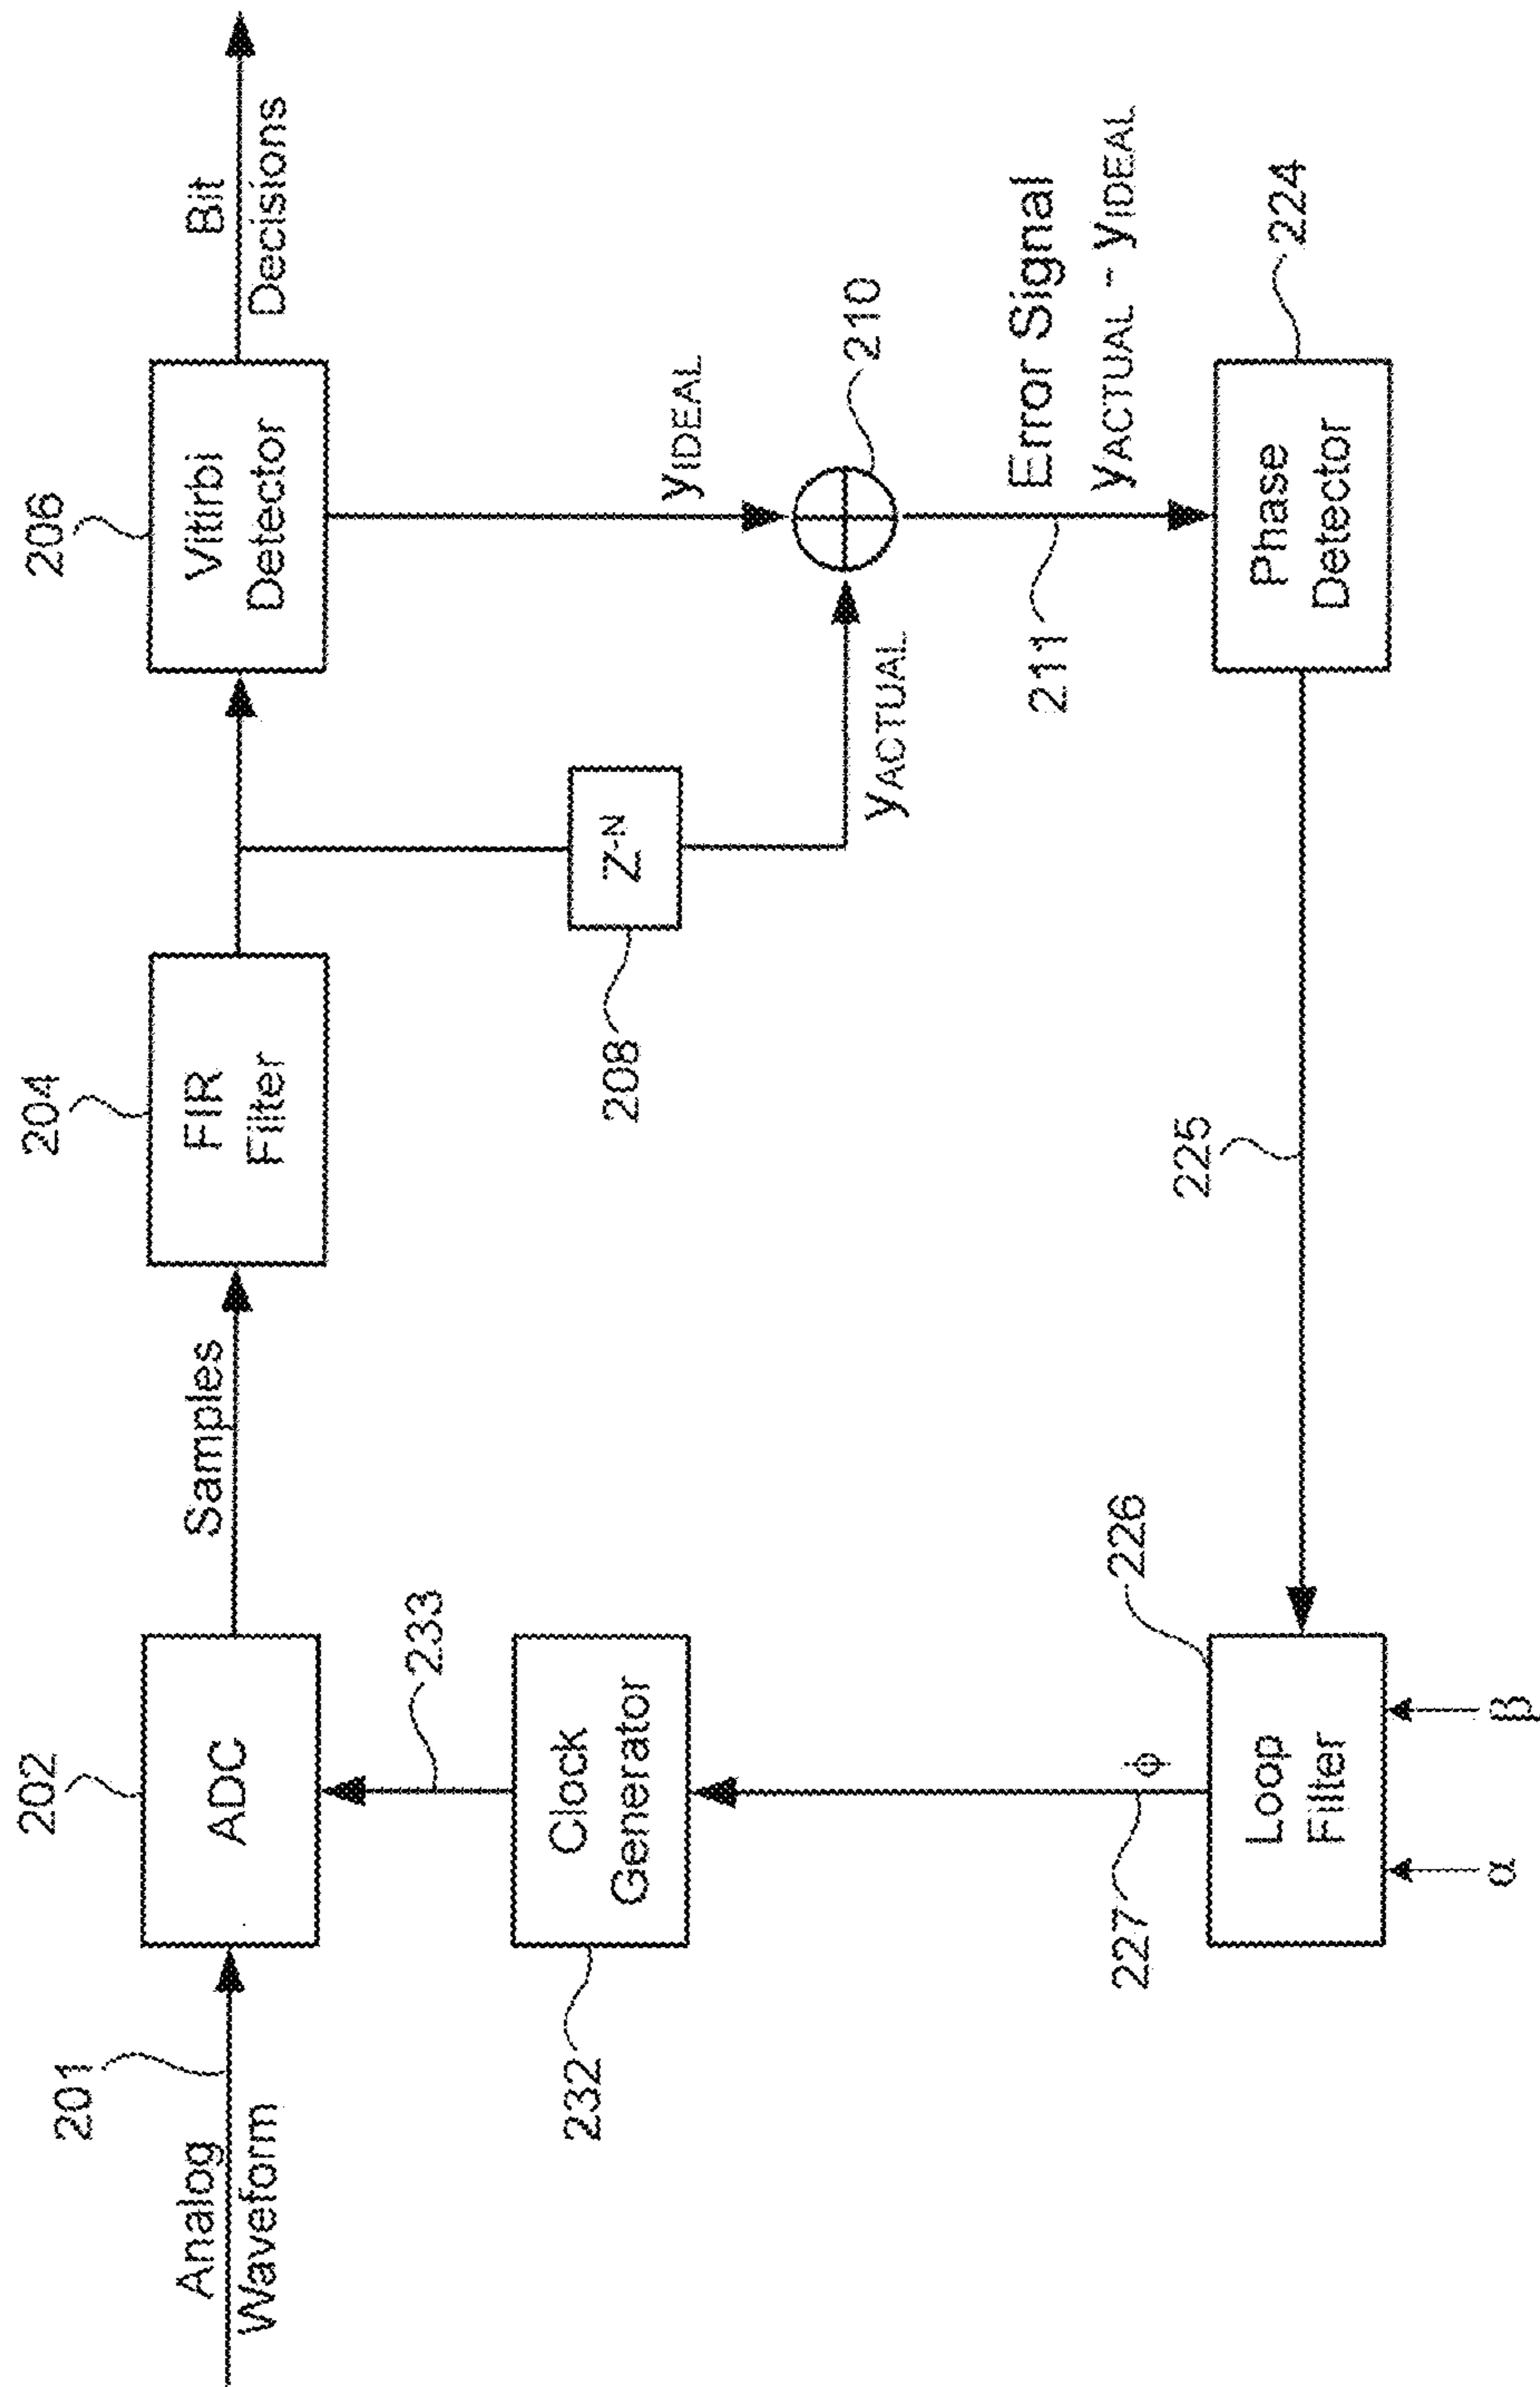 201
Analog
Waveform
202
ADC
Samples
204
FIR
Filter
206
Vitirbi
Detector
Bit
Decisions
233
Clock
Generator
232
208
Z-N
yIDEAL
yACTUAL
210
211
Error Signal
yACTUAL - yIDEAL
227
ϕ
226
Loop
Filter
α
β
225
Phase
Detector
224